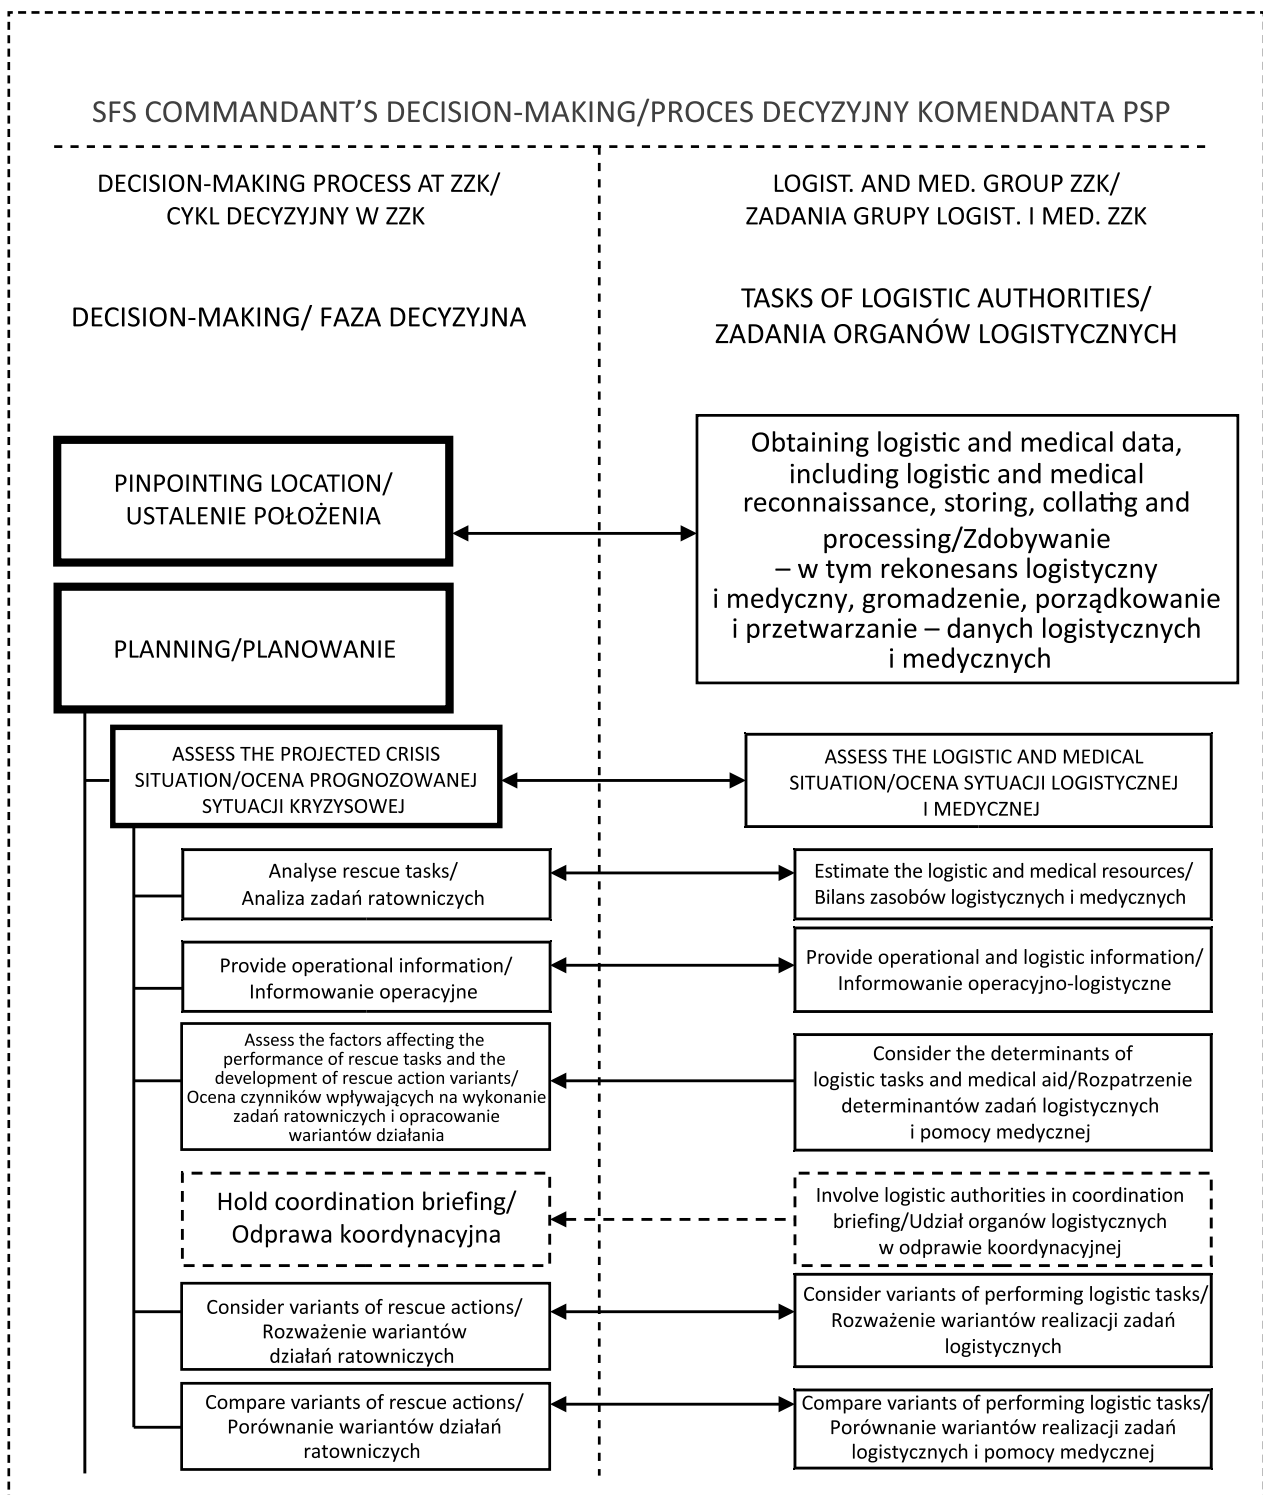 SFS COMMANDANT’S DECISION-MAKING/PROCES DECYZYJNY KOMENDANTA PSP
DECISION-MAKING PROCESS AT ZZK/
CYKL DECYZYJNY W ZZK
LOGIST. AND MED. GROUP ZZK/
ZADANIA GRUPY LOGIST. I MED. ZZK
DECISION-MAKING/ FAZA DECYZYJNA
TASKS OF LOGISTIC AUTHORITIES/
ZADANIA ORGANÓW LOGISTYCZNYCH
PINPOINTING LOCATION/
USTALENIE POŁOŻENIA
Obtaining logistic and medical data,
including logistic and medical
reconnaissance, storing, collating and
processing/Zdobywanie
– w tym rekonesans logistyczny
i medyczny, gromadzenie, porządkowanie
i przetwarzanie – danych logistycznych
i medycznych
PLANNING/PLANOWANIE
ASSESS THE PROJECTED CRISIS
SITUATION/OCENA PROGNOZOWANEJ
SYTUACJI KRYZYSOWEJ
ASSESS THE LOGISTIC AND MEDICAL
SITUATION/OCENA SYTUACJI LOGISTYCZNEJ
I MEDYCZNEJ
Analyse rescue tasks/
Analiza zadań ratowniczych
Estimate the logistic and medical resources/
Bilans zasobów logistycznych i medycznych
Provide operational information/
Informowanie operacyjne
Provide operational and logistic information/
Informowanie operacyjno-logistyczne
Assess the factors affecting the
performance of rescue tasks and the
development of rescue action variants/
Ocena czynników wpływających na wykonanie
zadań ratowniczych i opracowanie
wariantów działania
Consider the determinants of
logistic tasks and medical aid/Rozpatrzenie
determinantów zadań logistycznych
i pomocy medycznej
Hold coordination briefing/
Odprawa koordynacyjna
Involve logistic authorities in coordination
briefing/Udział organów logistycznych
w odprawie koordynacyjnej
Consider variants of rescue actions/
Rozważenie wariantów
działań ratowniczych
Consider variants of performing logistic tasks/
Rozważenie wariantów realizacji zadań
logistycznych
Compare variants of rescue actions/
Porównanie wariantów działań
ratowniczych
Compare variants of performing logistic tasks/
Porównanie wariantów realizacji zadań
logistycznych i pomocy medycznej